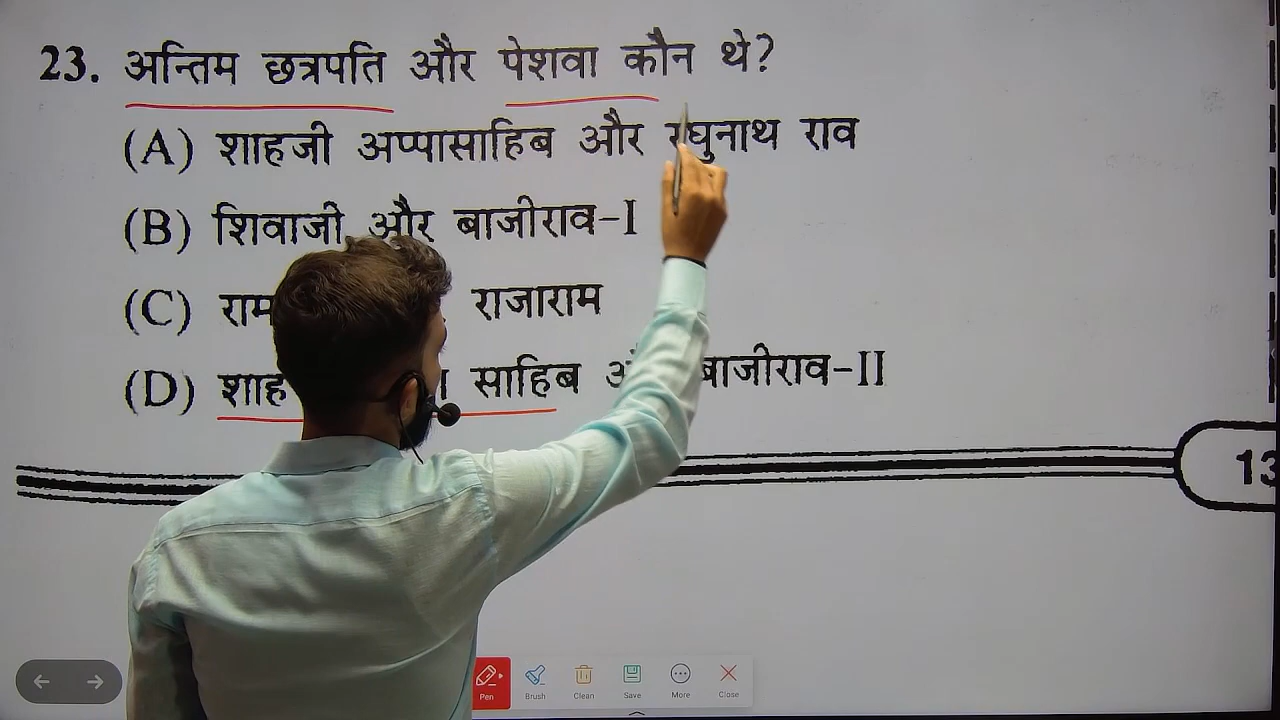 23. अन्तिम छत्रपति और पेशवा कौन थे?
(A) शाहजी अप्पासाहिब और रघुनाथ राव
(B) शिवाजी और बाजीराव-I
(C) राजाराम
(D) साहिब बाजीराव-II
13
Pen
Brush
Clean
Save
More
Close